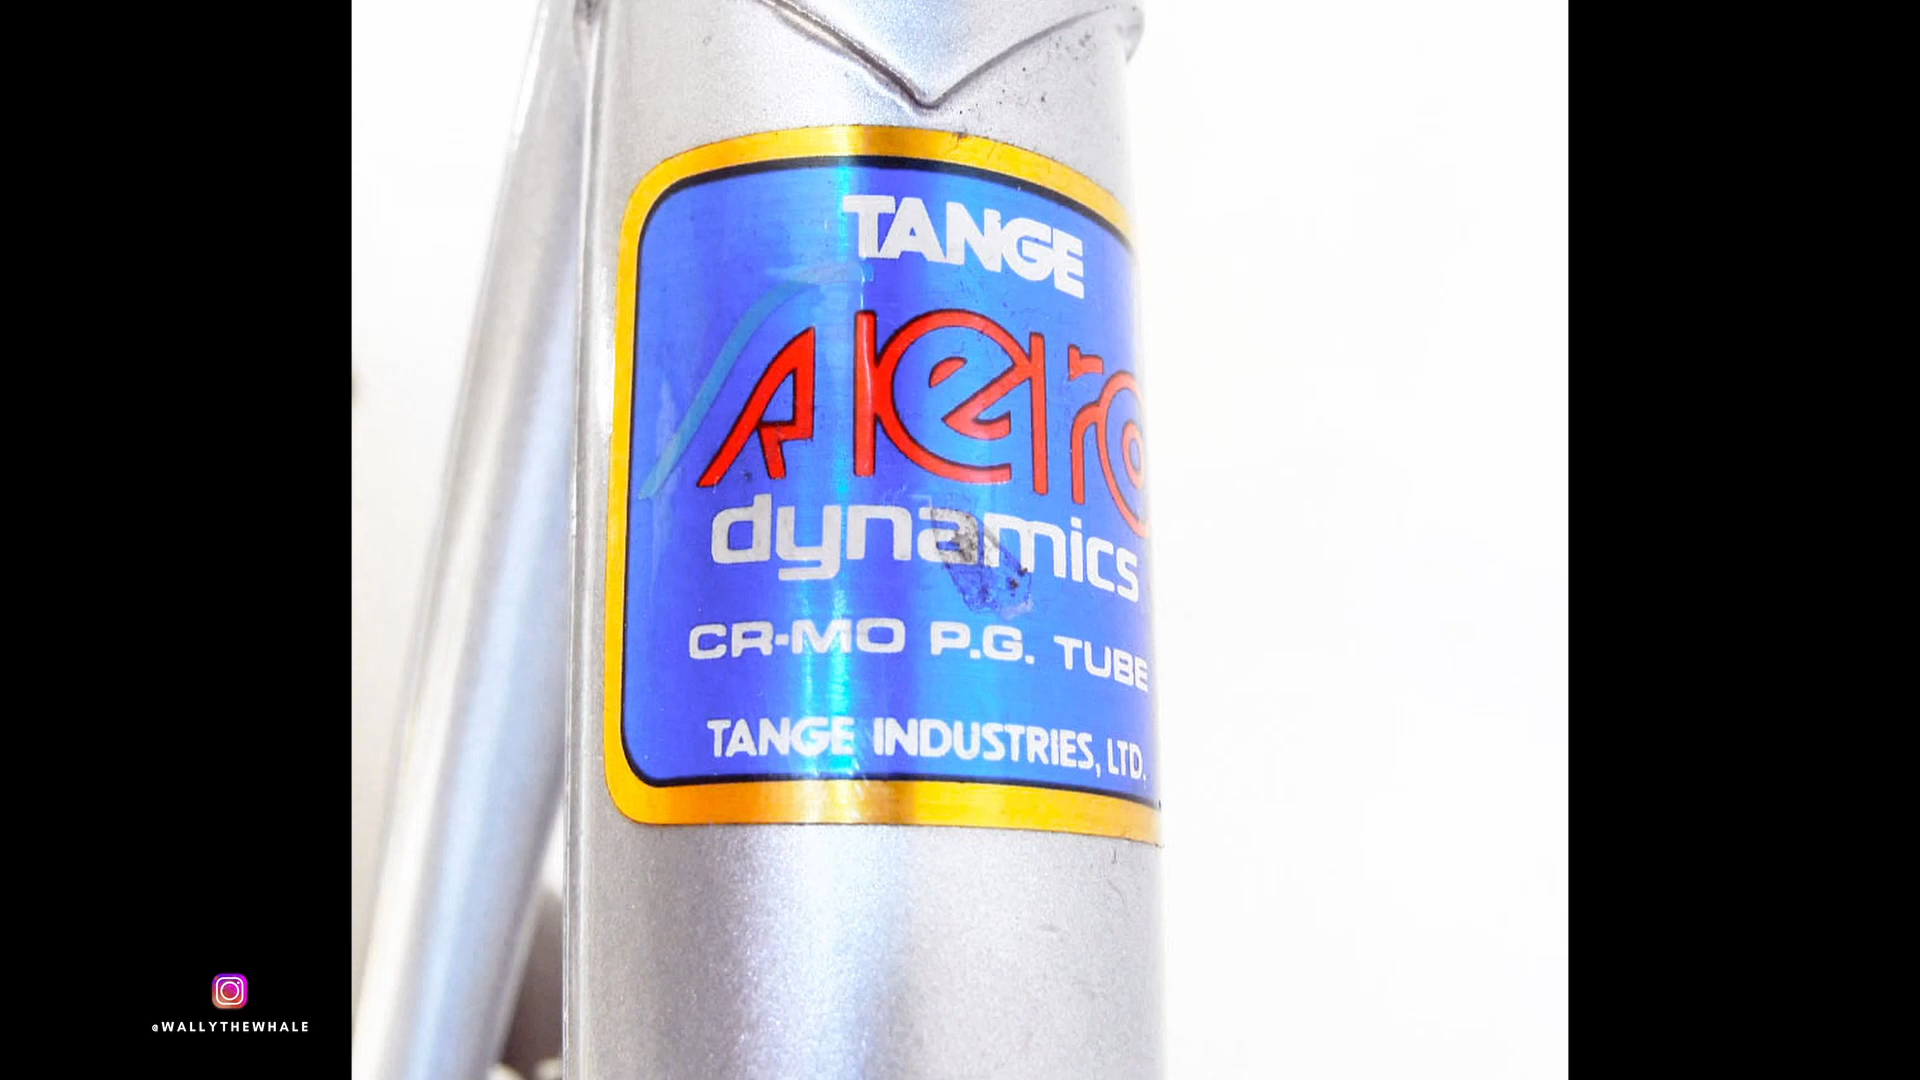 TANGE
Aero
dynamics
CR-MO P.G. TUBE
TANGE INDUSTRIES, LTD.
@WALLYTHEWHALE